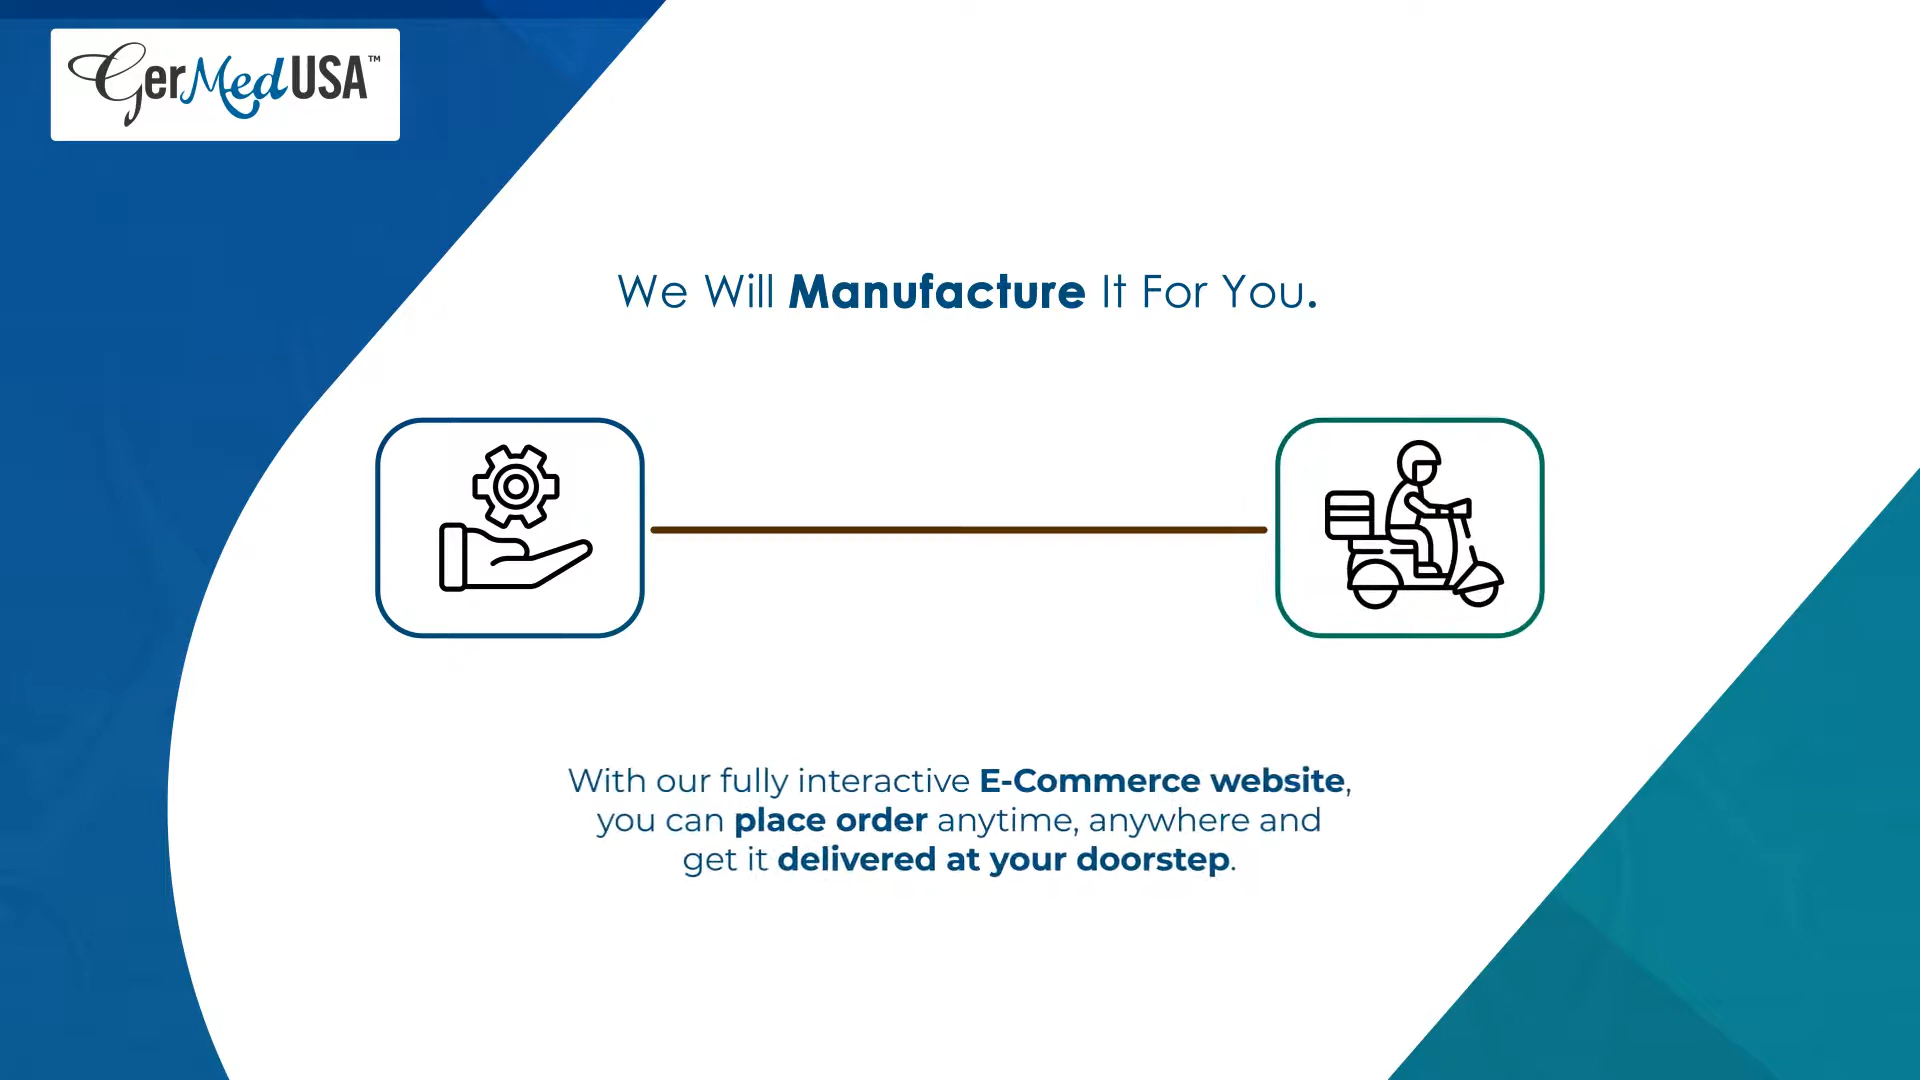 GerMedUSA™
We Will Manufacture It For You.
With our fully interactive E-Commerce website,
you can place order anytime, anywhere and
get it delivered at your doorstep.